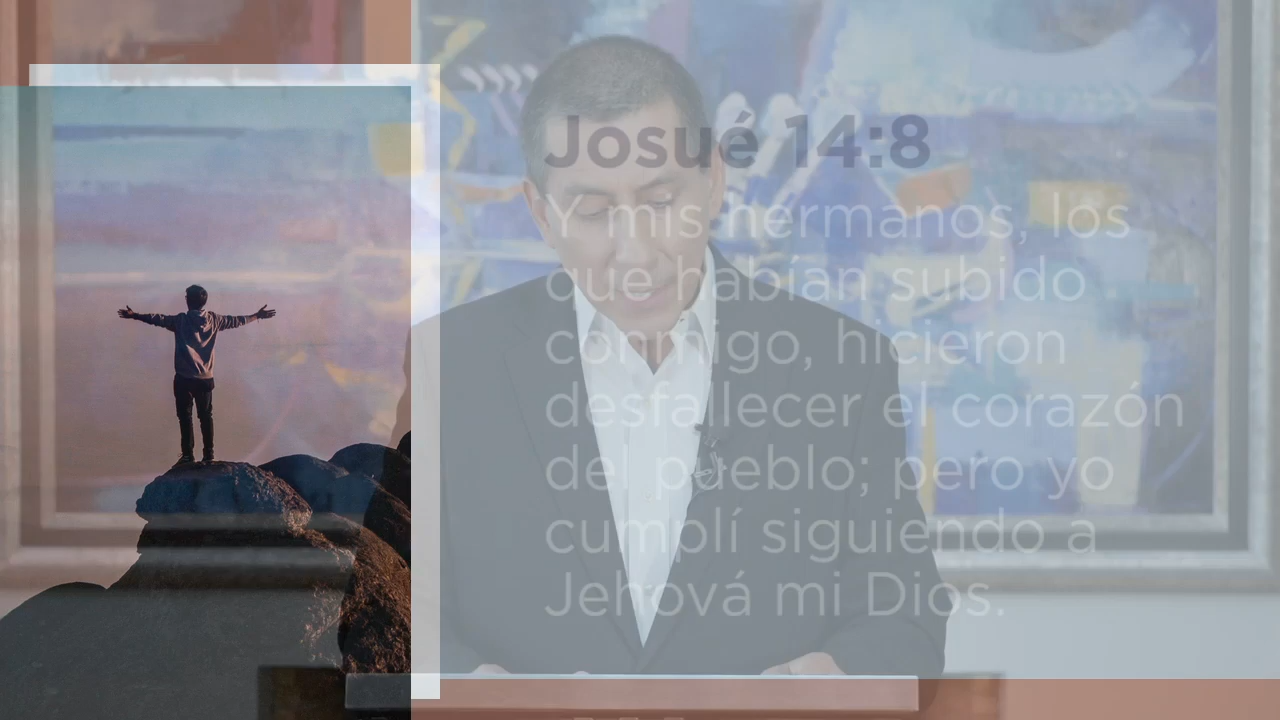 Josué 14:8
Y mis hermanos, los
que habían subido
conmigo, hicieron
desfallecer el corazón
del pueblo; pero yo
cumplí siguiendo a
Jehová mi Dios.